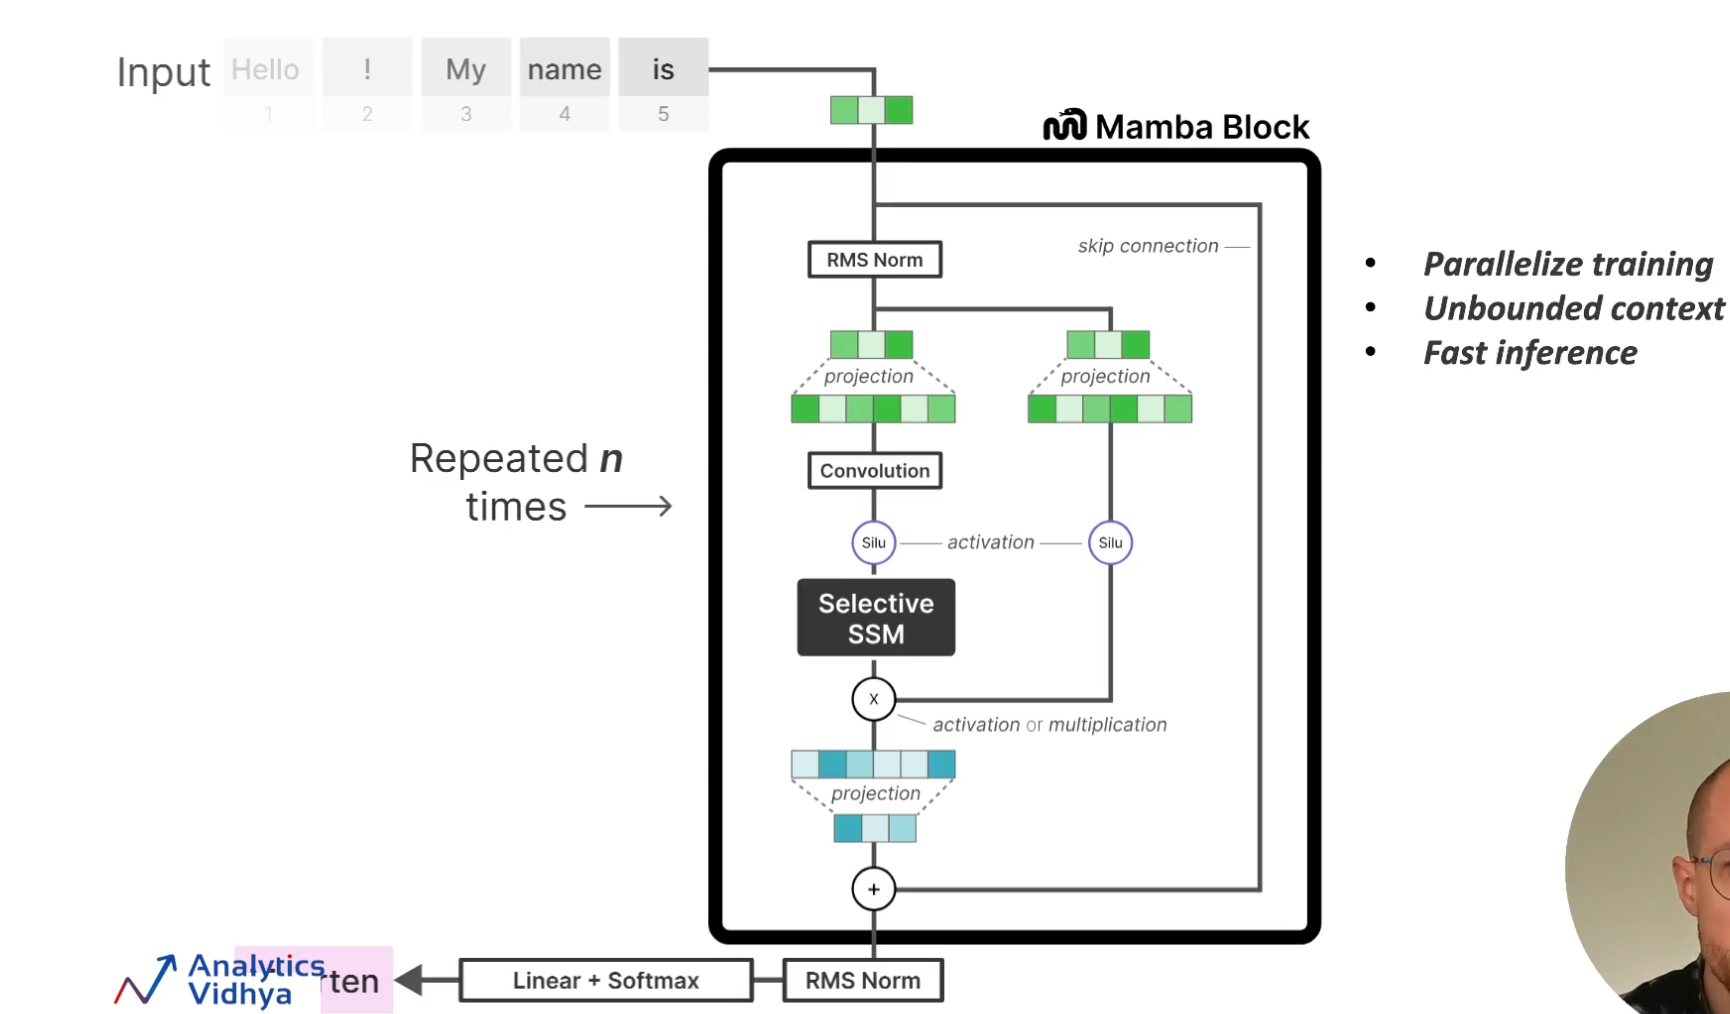 Input
Hello ! My name is
1 2 3 4 5
Mamba Block
skip connection
RMS Norm
projection projection
Convolution
Silu activation Silu
Selective
SSM
X
activation or multiplication
projection
+
RMS Norm
Linear + Softmax
rten
Analytics
Vidhya
Repeated n
times
• Parallelize training
• Unbounded context
• Fast inference